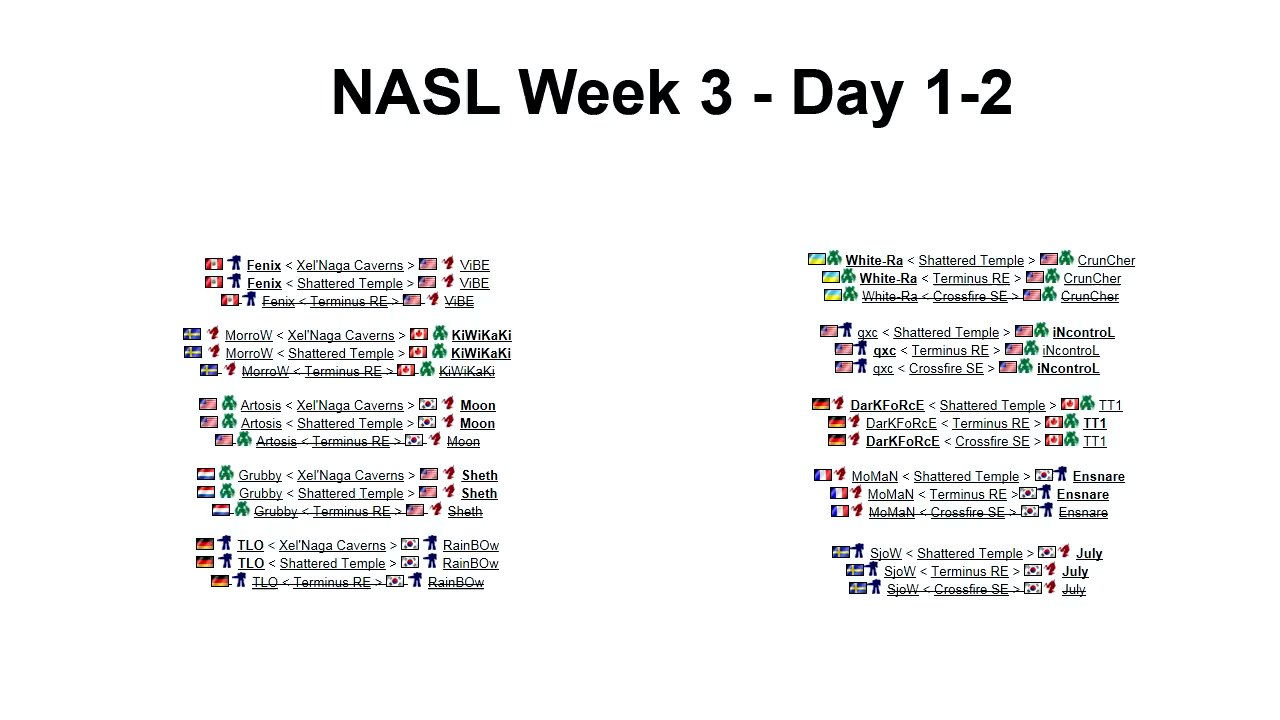 NASL Week 3 - Day 1-2
Fenix < Xel'Naga Caverns > ViBE
Fenix < Shattered Temple > ViBE
Fenix < Terminus RE > ViBE
MorroW < Xel'Naga Caverns > KiWiKaKi
MorroW < Shattered Temple > KiWiKaKi
MorroW < Terminus RE > KiWiKaKi
Artosis < Xel'Naga Caverns > Moon
Artosis < Shattered Temple > Moon
Artosis < Terminus RE > Moon
Grubby < Xel'Naga Caverns > Sheth
Grubby < Shattered Temple > Sheth
Grubby < Terminus RE > Sheth
TLO < Xel'Naga Caverns > RainBOw
TLO < Shattered Temple > RainBOw
TLO < Terminus RE > RainBOw
White-Ra < Shattered Temple > CrunCher
White-Ra < Terminus RE > CrunCher
White-Ra < Crossfire SE > CrunCher
qxc < Shattered Temple > iNcontroL
qxc < Terminus RE > iNcontroL
qxc < Crossfire SE > iNcontroL
DarKFoRcE < Shattered Temple > TT1
DarKFoRcE < Terminus RE > TT1
DarKFoRcE < Crossfire SE > TT1
MoMaN < Shattered Temple > Ensnare
MoMaN < Terminus RE > Ensnare
MoMaN < Crossfire SE > Ensnare
SjoW < Shattered Temple > July
SjoW < Terminus RE > July
SjoW < Crossfire SE > July